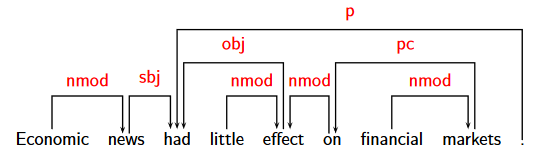 p
obj pc
sbj
nmod nmod nmod nmod
Economic news had little effect on financial markets .